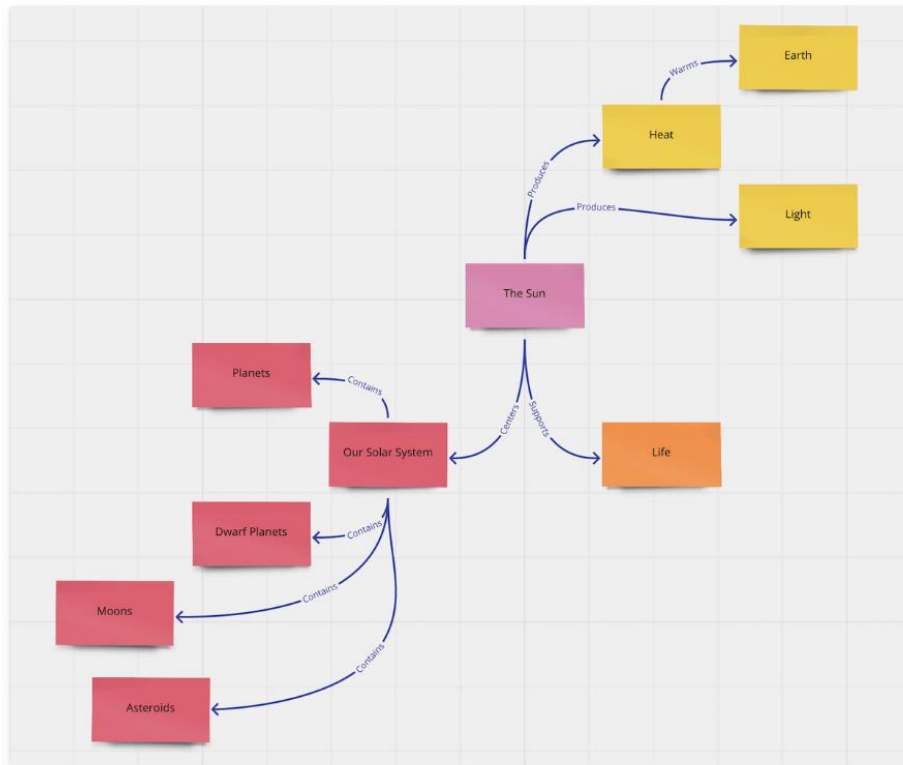 Earth
Warms
Heat
Produces
Produces
Light
The Sun
Planets
Contains
Centers
Supports
Our Solar System
Life
Dwarf Planets
Contains
Moons
Contains
Contains
Asteroids